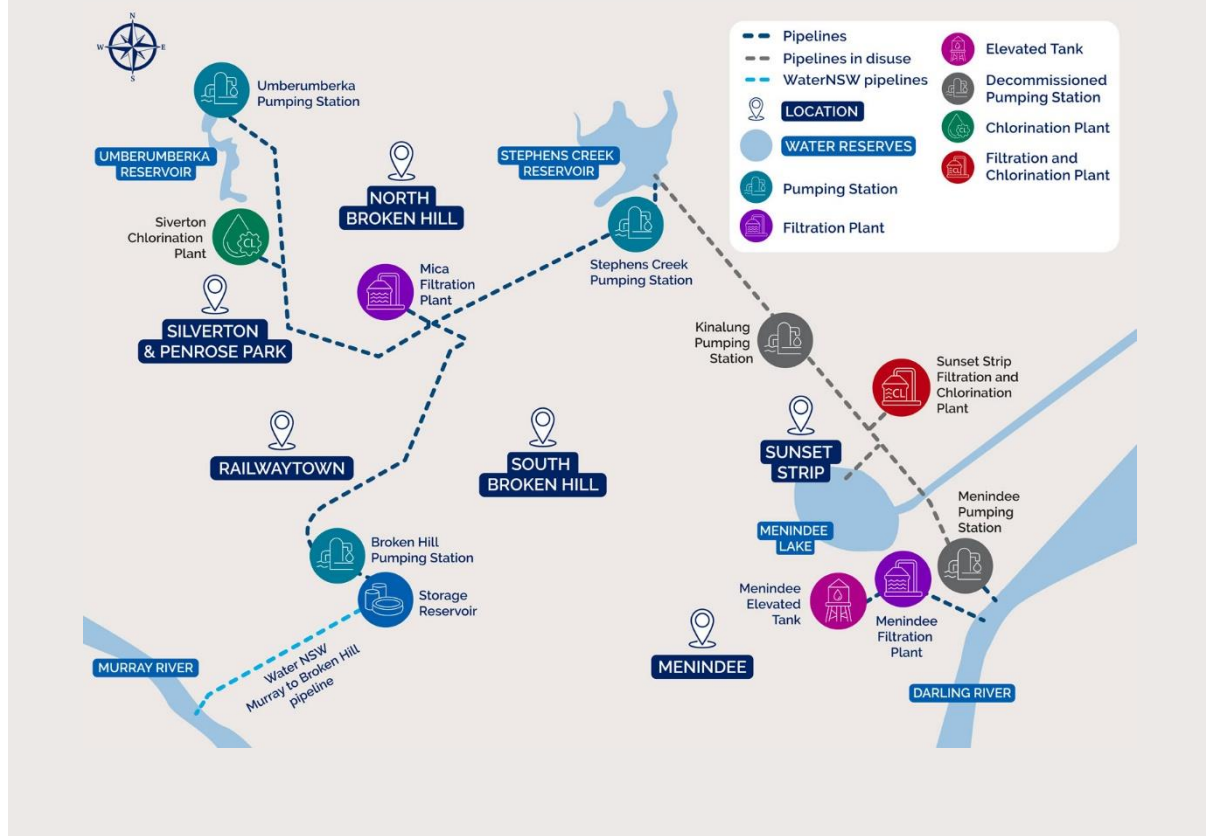 N
W
E
S
Umberumberka
Pumping Station
UMBERUMBERKA
RESERVOIR
Siverton
Chlorination
Plant
CL
SILVERTON
& PENROSE PARK
NORTH
BROKEN HILL
Mica
Filtration
Plant
STEPHENS CREEK
RESERVOIR
Stephens Creek
Pumping Station
Pipelines
Pipelines in disuse
WaterNSW pipelines
LOCATION
WATER RESERVES
Pumping Station
Filtration Plant
Elevated Tank
Decommissioned
Pumping Station
CL
Chlorination Plant
CL
Filtration and
Chlorination Plant
Kinalung
Pumping
Station
Sunset Strip
Filtration and
Chlorination
Plant
CL
SUNSET
STRIP
RAILWAYTOWN
SOUTH
BROKEN HILL
Menindee
Pumping
Station
MENINDEE
LAKE
Broken Hill
Pumping Station
Storage
Reservoir
Menindee
Elevated
Tank
Menindee
Filtration
Plant
MURRAY RIVER
Water NSW
Murray to Broken Hill
pipeline
MENINDEE
DARLING RIVER